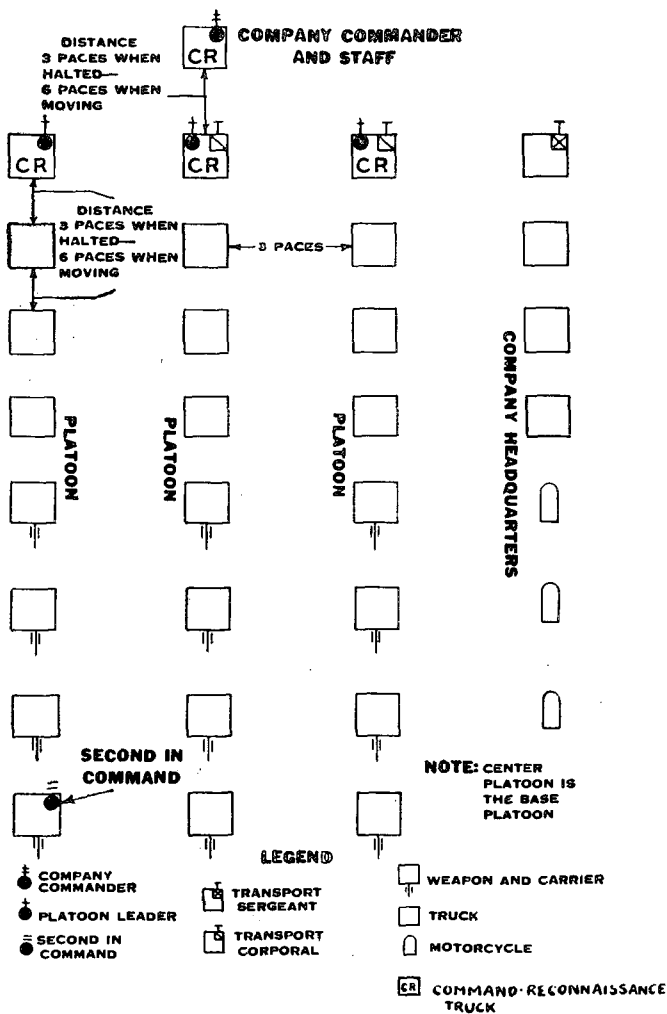 COMPANY COMMANDER
AND STAFF
DISTANCE
3 PACES WHEN
HALTED—
6 PACES WHEN
MOVING
CR
CR
CR
CR
DISTANCE
3 PACES WHEN
HALTED—
6 PACES WHEN
MOVING
3 PACES
PLATOON
PLATOON
PLATOON
COMPANY HEADQUARTERS
SECOND IN
COMMAND
NOTE: CENTER
PLATOON IS
THE BASE
PLATOON
LEGEND
COMPANY
COMMANDER
PLATOON LEADER
SECOND IN
COMMAND
TRANSPORT
SERGEANT
TRANSPORT
CORPORAL
WEAPON AND CARRIER
TRUCK
MOTORCYCLE
CR COMMAND-RECONNAISSANCE
TRUCK